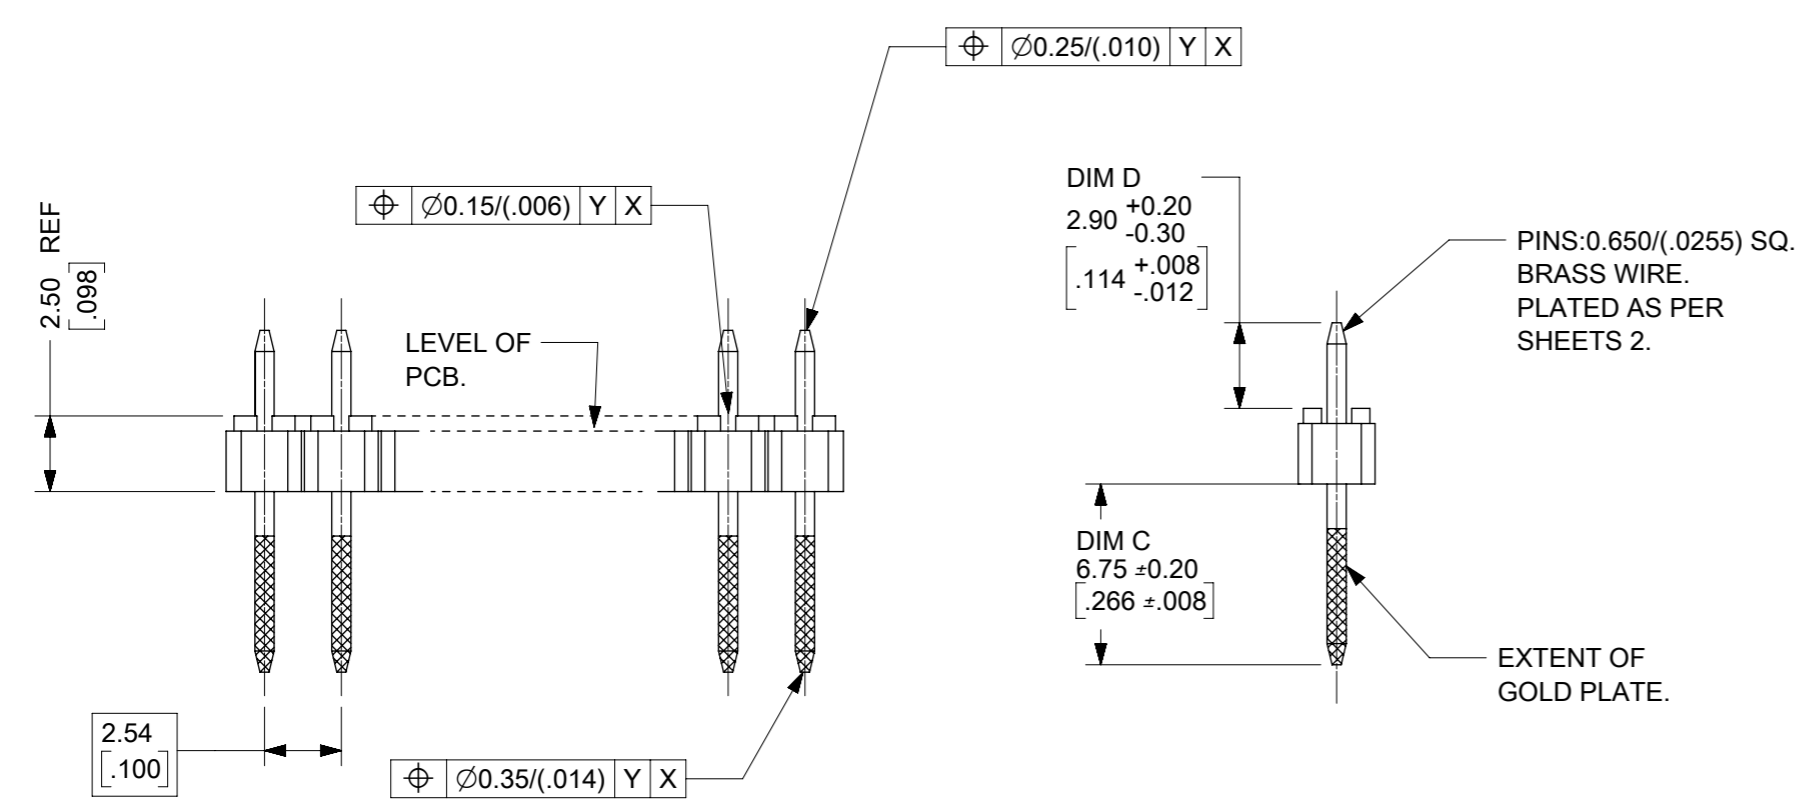 ⌖ ∅0.25/(.010) Y X
⌖ ∅0.15/(.006) Y X
2.50 REF
[.098]
LEVEL OF
PCB.
2.54
[.100]
⌖ ∅0.35/(.014) Y X
DIM D
2.90 +0.20 -0.30
[.114 +.008 -.012]
PINS:0.650/(.0255) SQ.
BRASS WIRE.
PLATED AS PER
SHEETS 2.
DIM C
6.75 ±0.20
[.266 ±.008]
EXTENT OF
GOLD PLATE.